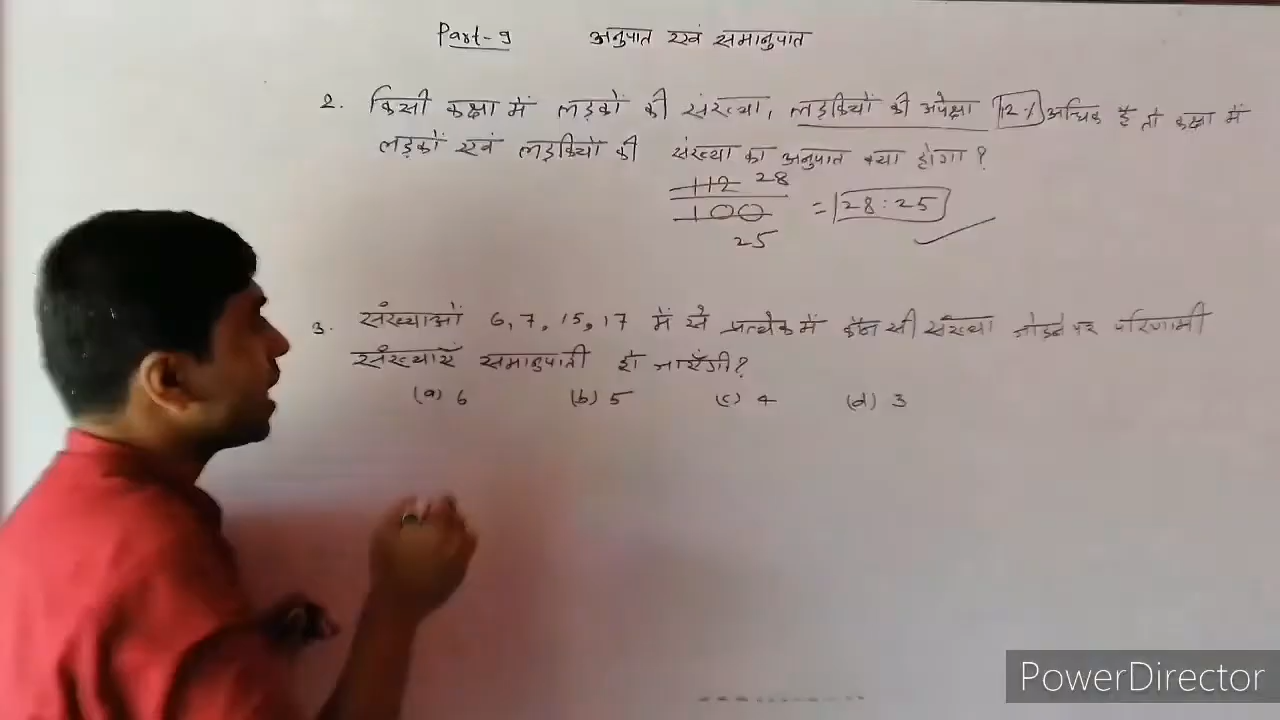 Part-9 अनुपात एवं समानुपात
2. किसी कक्षा में लड़कों की संख्या, लड़कियों की अपेक्षा 12% अधिक है तो कक्षा में
लड़कों एवं लड़कियों की संख्या का अनुपात क्या होगा?
112 28
100 = 28:25
25
3. संख्याओं 6, 7, 15, 17 में से प्रत्येक में कौन सी संख्या जोड़ने पर परिणामी
संख्याएँ समानुपाती हो जाएँगी?
(a) 6 (b) 5 (c) 4 (d) 3
PowerDirector